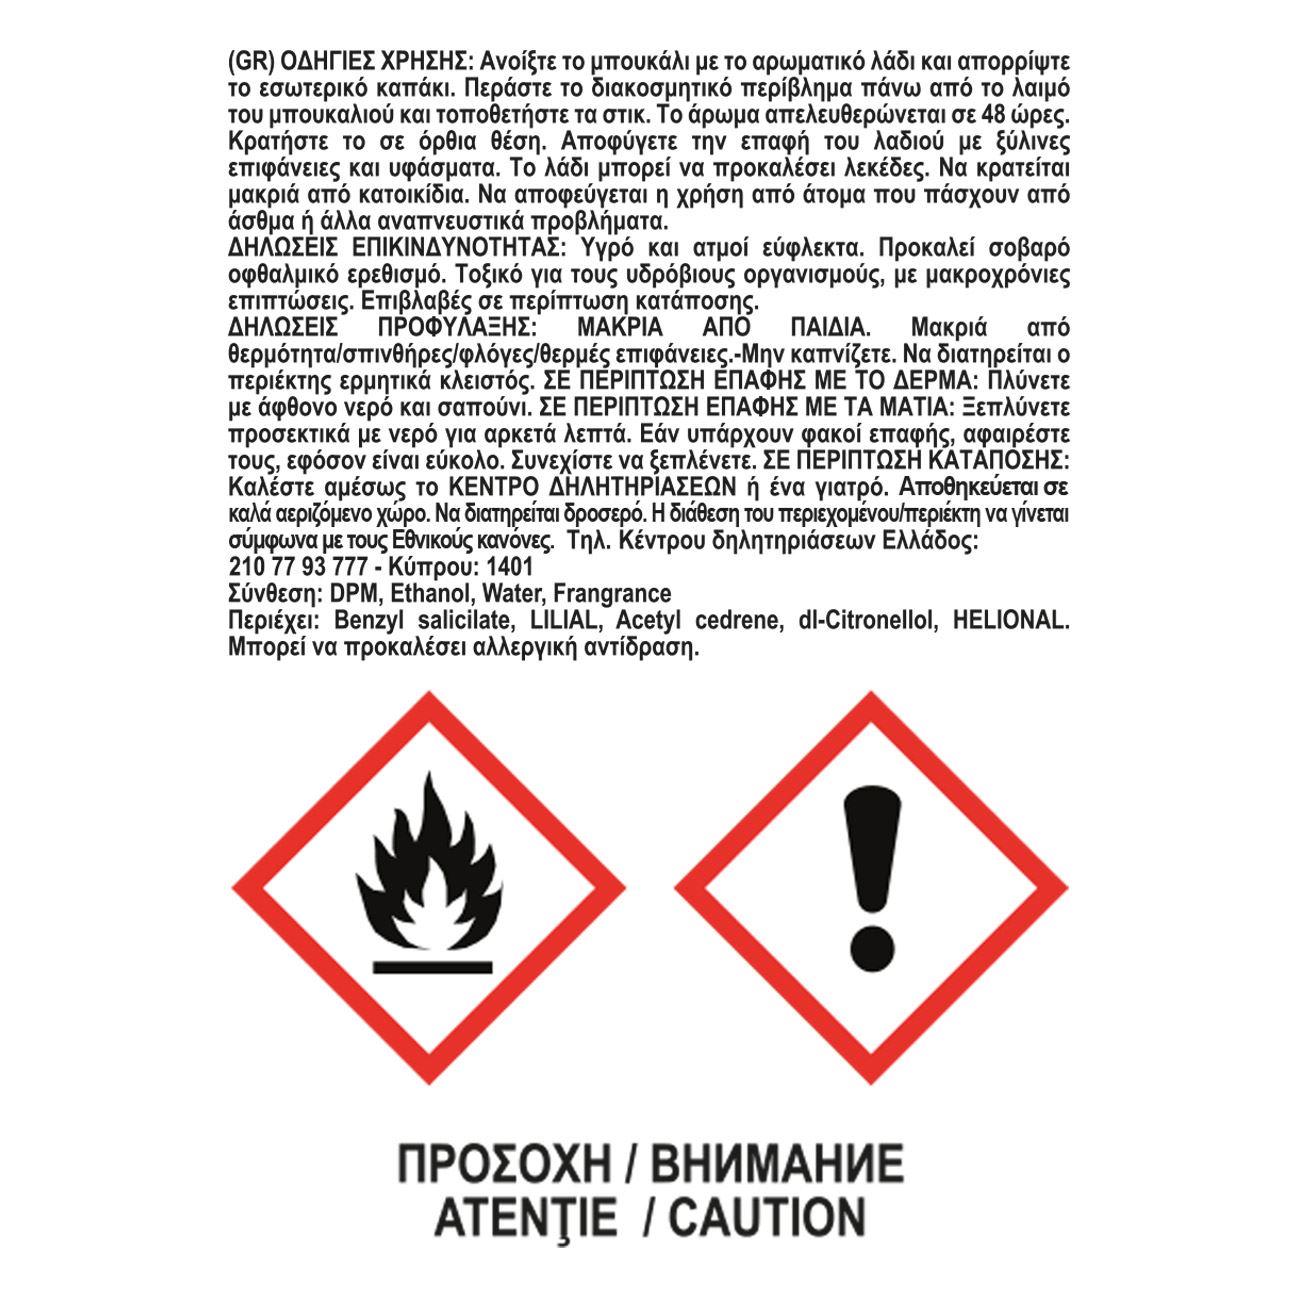 (GR) ΟΔΗΓΙΕΣ ΧΡΗΣΗΣ: Ανοίξτε το μπουκάλι με το αρωματικό λάδι και απορρίψτε
το εσωτερικό καπάκι. Περάστε το διακοσμητικό περίβλημα πάνω από το λαιμό
του μπουκαλιού και τοποθετήστε τα στικ. Το άρωμα απελευθερώνεται σε 48 ώρες.
Κρατήστε το σε όρθια θέση. Αποφύγετε την επαφή του λαδιού με ξύλινες
επιφάνειες και υφάσματα. Το λάδι μπορεί να προκαλέσει λεκέδες. Να κρατείται
μακριά από κατοικίδια. Να αποφεύγεται η χρήση από άτομα που πάσχουν από
άσθμα ή άλλα αναπνευστικά προβλήματα.
ΔΗΛΩΣΕΙΣ ΕΠΙΚΙΝΔΥΝΟΤΗΤΑΣ: Υγρό και ατμοί εύφλεκτα. Προκαλεί σοβαρό
οφθαλμικό ερεθισμό. Τοξικό για τους υδρόβιους οργανισμούς, με μακροχρόνιες
επιπτώσεις. Επιβλαβές σε περίπτωση κατάποσης.
ΔΗΛΩΣΕΙΣ ΠΡΟΦΥΛΑΞΗΣ: ΜΑΚΡΙΑ ΑΠΟ ΠΑΙΔΙΑ. Μακριά από
θερμότητα/σπινθήρες/φλόγες/θερμές επιφάνειες.-Μην καπνίζετε. Να διατηρείται ο
περιέκτης ερμητικά κλειστός. ΣΕ ΠΕΡΙΠΤΩΣΗ ΕΠΑΦΗΣ ΜΕ ΤΟ ΔΕΡΜΑ: Πλύνετε
με άφθονο νερό και σαπούνι. ΣΕ ΠΕΡΙΠΤΩΣΗ ΕΠΑΦΗΣ ΜΕ ΤΑ ΜΑΤΙΑ: Ξεπλύνετε
προσεκτικά με νερό για αρκετά λεπτά. Εάν υπάρχουν φακοί επαφής, αφαιρέστε
τους, εφόσον είναι εύκολο. Συνεχίστε να ξεπλένετε. ΣΕ ΠΕΡΙΠΤΩΣΗ ΚΑΤΑΠΟΣΗΣ:
Καλέστε αμέσως το ΚΕΝΤΡΟ ΔΗΛΗΤΗΡΙΑΣΕΩΝ ή ένα γιατρό. Αποθηκεύεται σε
καλά αεριζόμενο χώρο. Να διατηρείται δροσερό. Η διάθεση του περιεχομένου/περιέκτη να γίνεται
σύμφωνα με τους Εθνικούς κανόνες. Τηλ. Κέντρου δηλητηριάσεων Ελλάδος:
210 77 93 777 - Κύπρου: 1401
Σύνθεση: DPM, Ethanol, Water, Frangrance
Περιέχει: Benzyl salicilate, LILIAL, Acetyl cedrene, dl-Citronellol, HELIONAL.
Μπορεί να προκαλέσει αλλεργική αντίδραση.
ΠΡΟΣΟΧΗ / ВНИМАНИЕ
ATENŢIE / CAUTION